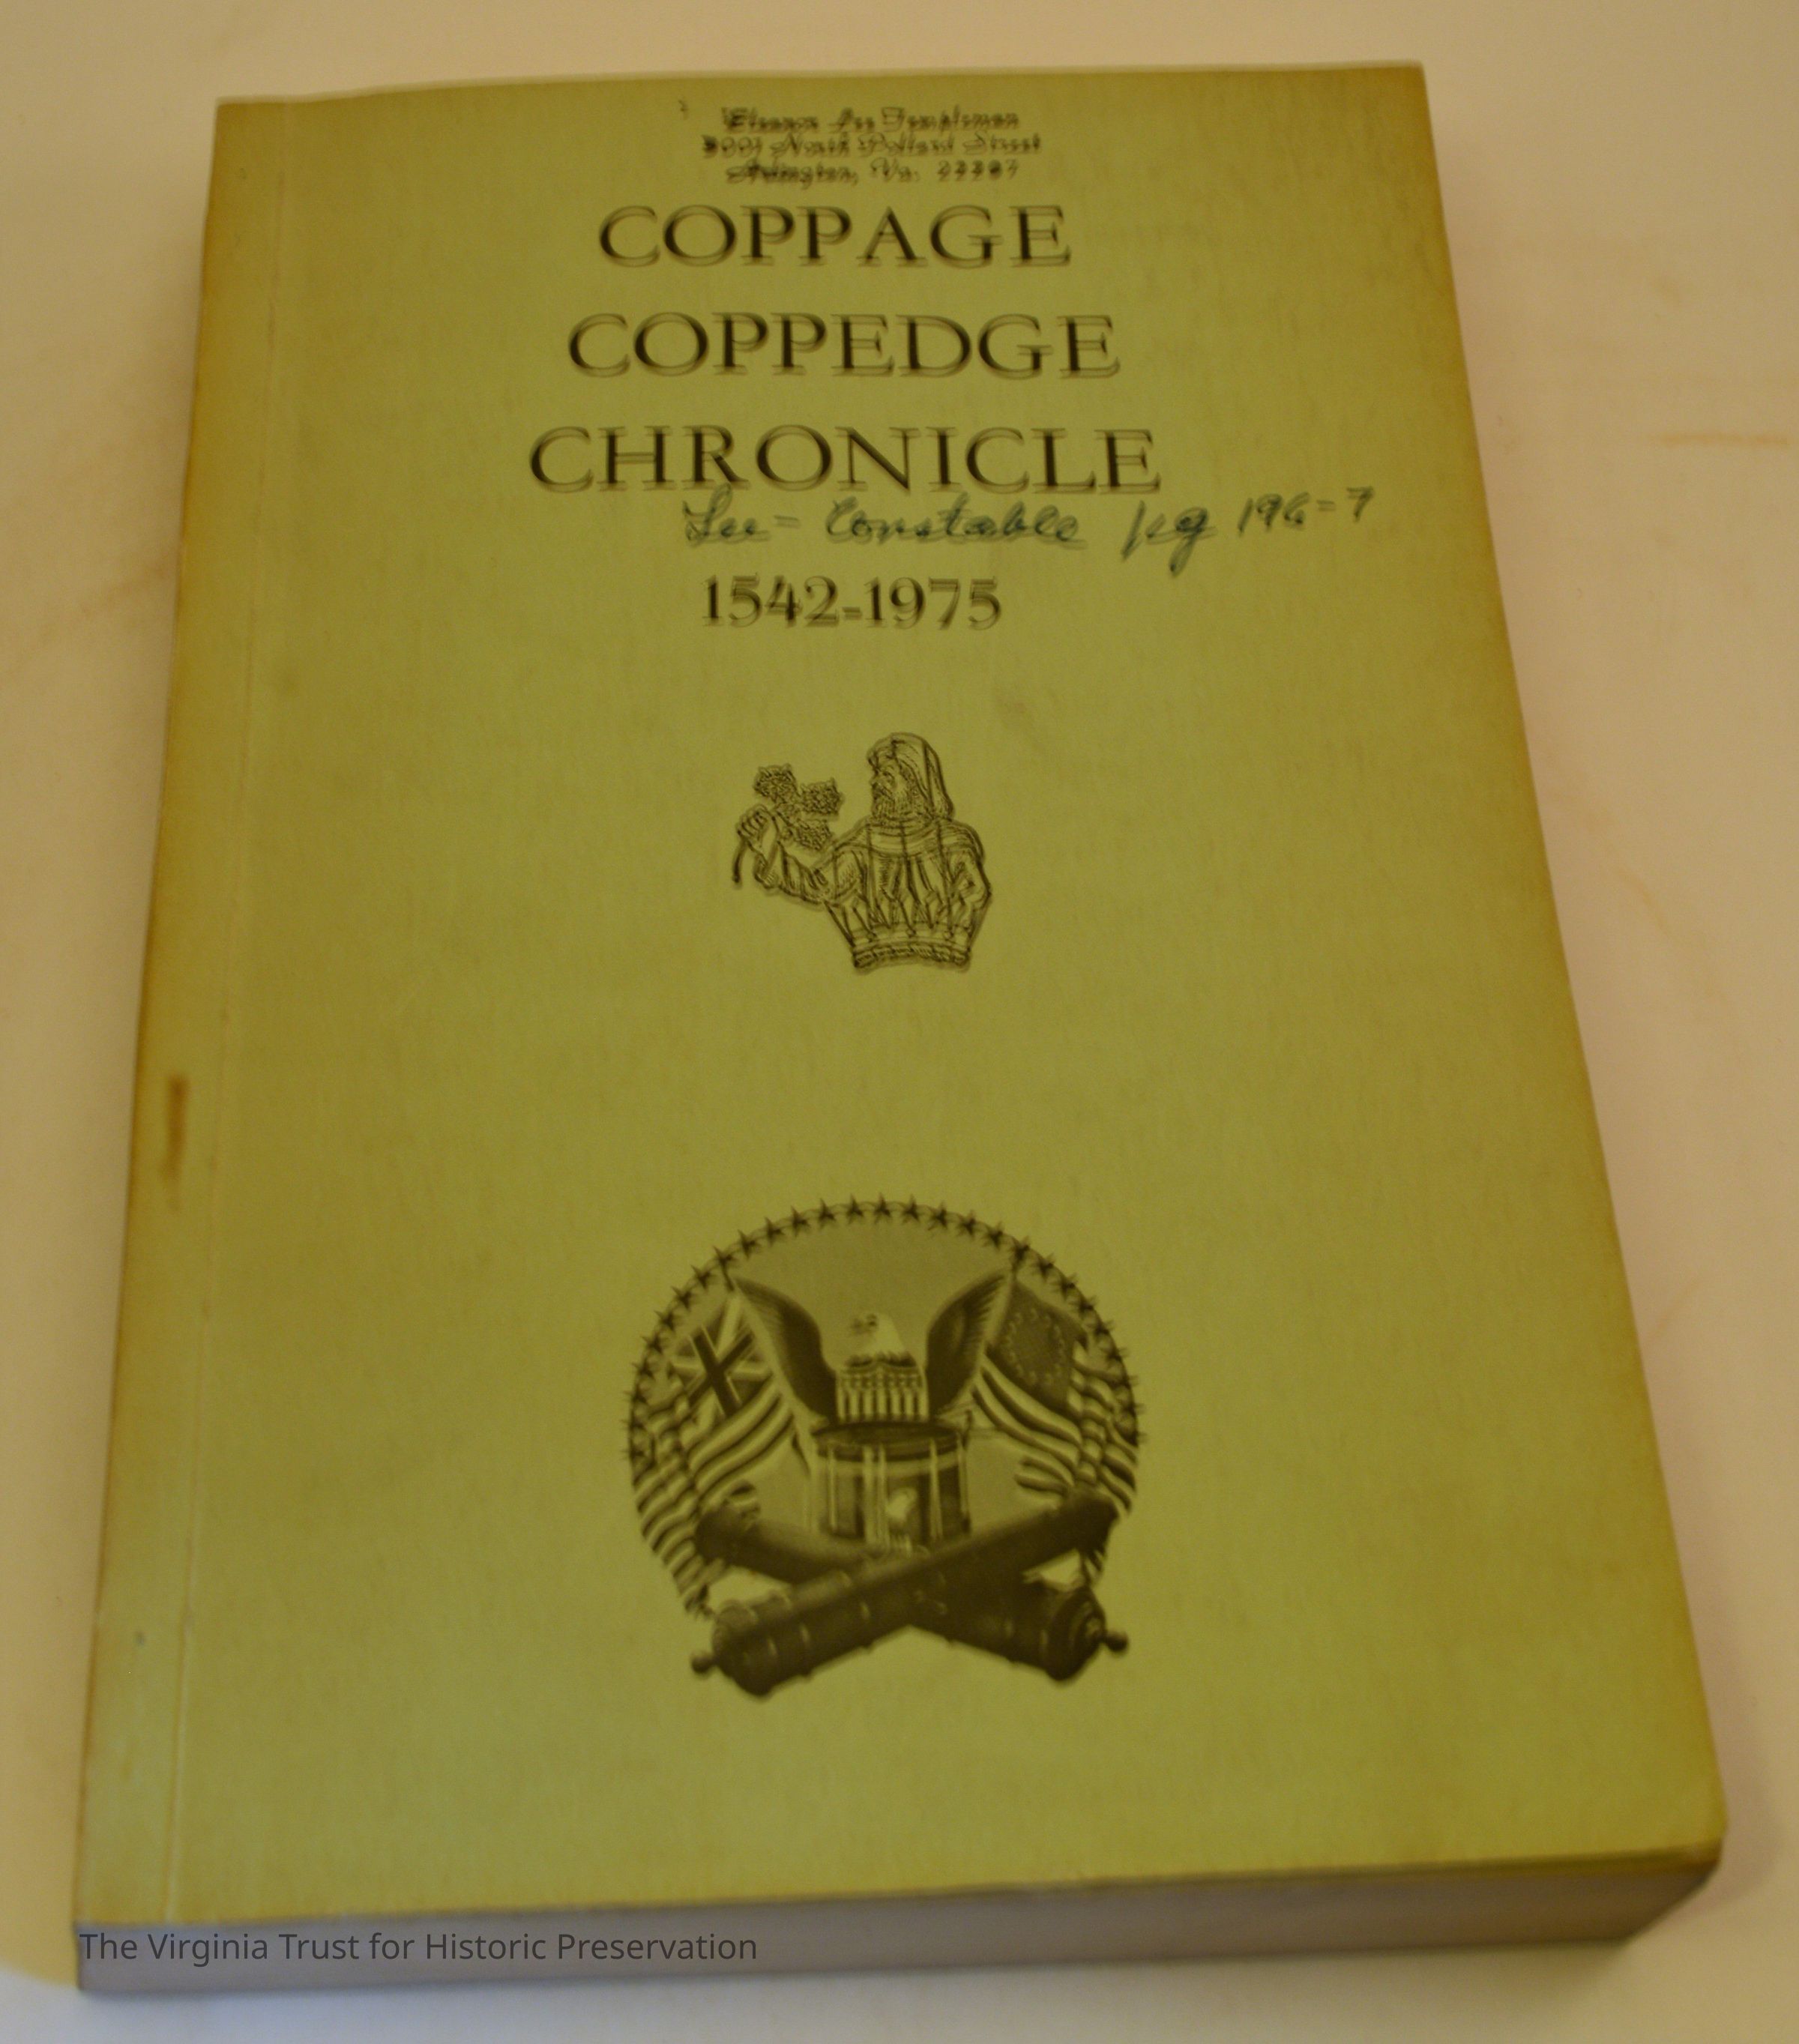 Eleanor Lee Templeman
3001 North Pollard Street
Arlington, Va. 22207
COPPAGE
COPPEDGE
CHRONICLE
Lee - Constable pg 196-7
1542-1975
The Virginia Trust for Historic Preservation